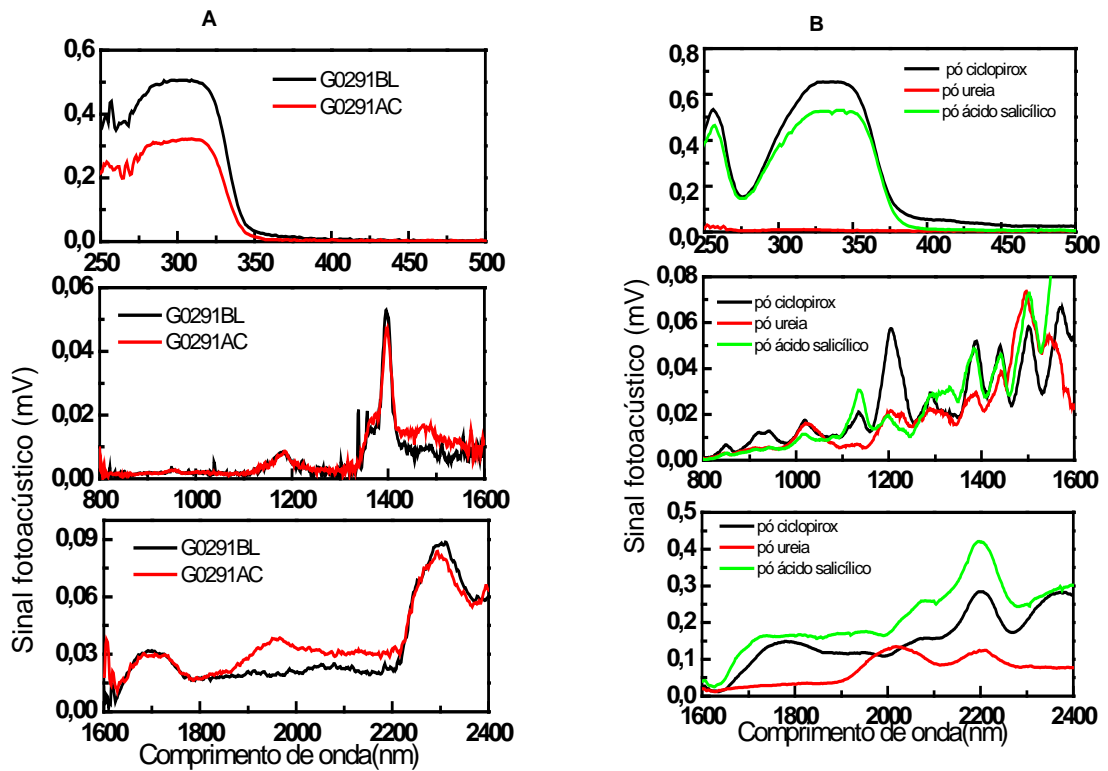 A
Sinal fotoacústico (mV)
0,6
0,4
0,2
0,0
G0291BL
G0291AC
250 300 350 400 450 500
0,06
0,04
0,02
0,00
G0291BL
G0291AC
800 1000 1200 1400 1600
0,09
0,06
0,03
0,00
G0291BL
G0291AC
1600 1800 2000 2200 2400
Comprimento de onda(nm)
B
Sinal fotoacústico (mV)
0,8
0,6
0,4
0,2
0,0
pó ciclopirox
pó ureia
pó ácido salicílico
250 300 350 400 450 500
0,08
0,06
0,04
0,02
0,00
pó ciclopirox
pó ureia
pó ácido salicílico
800 1000 1200 1400 1600
0,5
0,4
0,3
0,2
0,1
0,0
pó ciclopirox
pó ureia
pó ácido salicílico
1600 1800 2000 2200 2400
Comprimento de onda(nm)